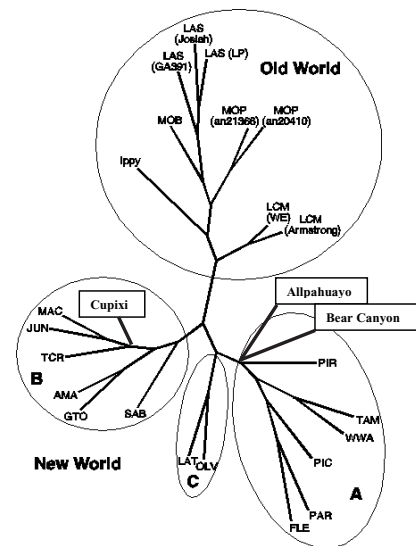 LAS
(Josiah)
LAS
(GA391)
LAS (LP)
Old World
MOB
MOP
(an21366)
MOP
(an20410)
Ippy
LCM
(WE)
LCM
(Armstrong)
Allpahuayo
Bear Canyon
Cupixi
MAC
JUN
TCR
B
AMA
GTO
SAB
PIR
TAM
WWA
PIC
PAR
FLE
A
LAT
OLV
C
New World